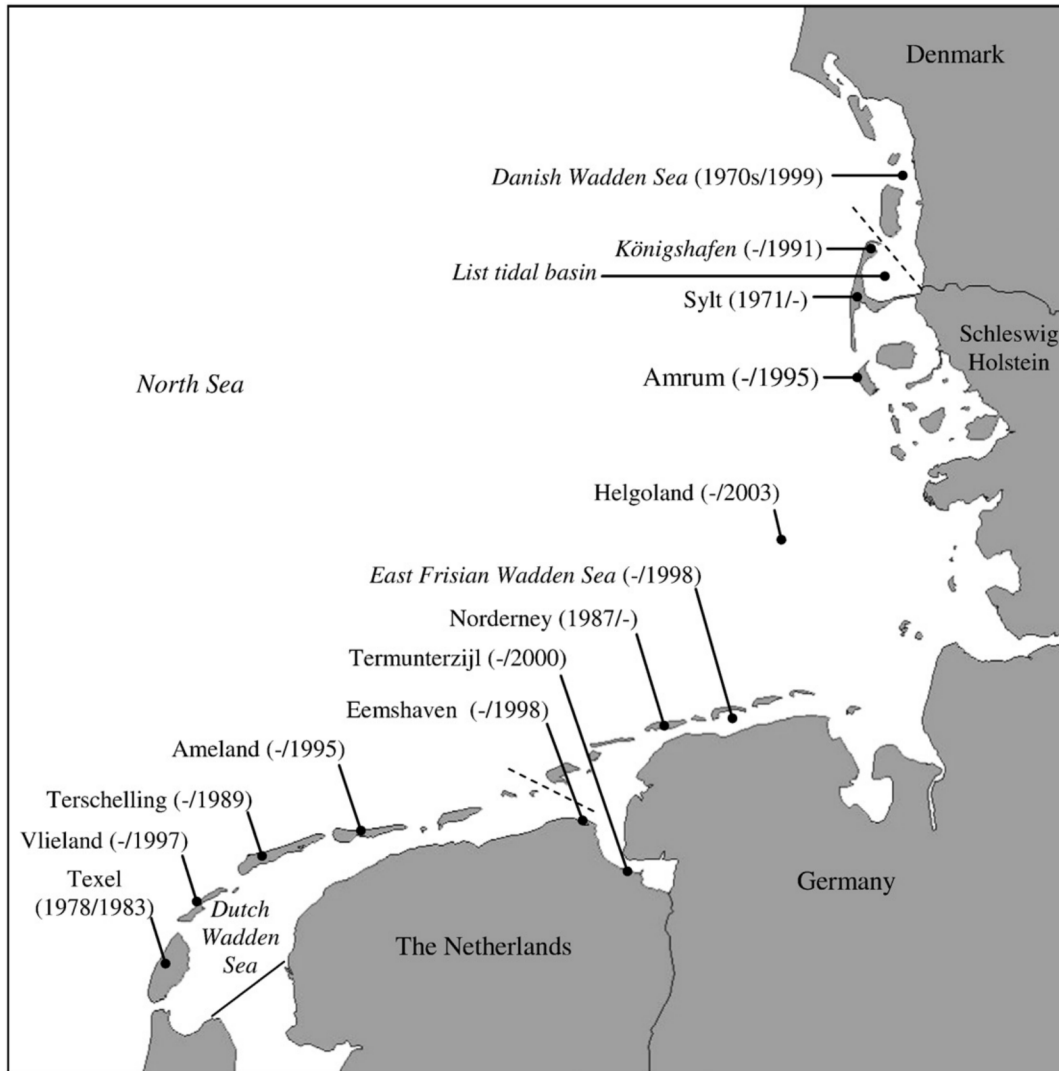 Denmark
Danish Wadden Sea (1970s/1999)
Königshafen (-/1991)
List tidal basin
Sylt (1971/-)
Schleswig
Holstein
Amrum (-/1995)
North Sea
Helgoland (-/2003)
East Frisian Wadden Sea (-/1998)
Norderney (1987/-)
Termunterzijl (-/2000)
Eemshaven (-/1998)
Ameland (-/1995)
Terschelling (-/1989)
Vlieland (-/1997)
Texel
(1978/1983)
Dutch
Wadden
Sea
The Netherlands
Germany